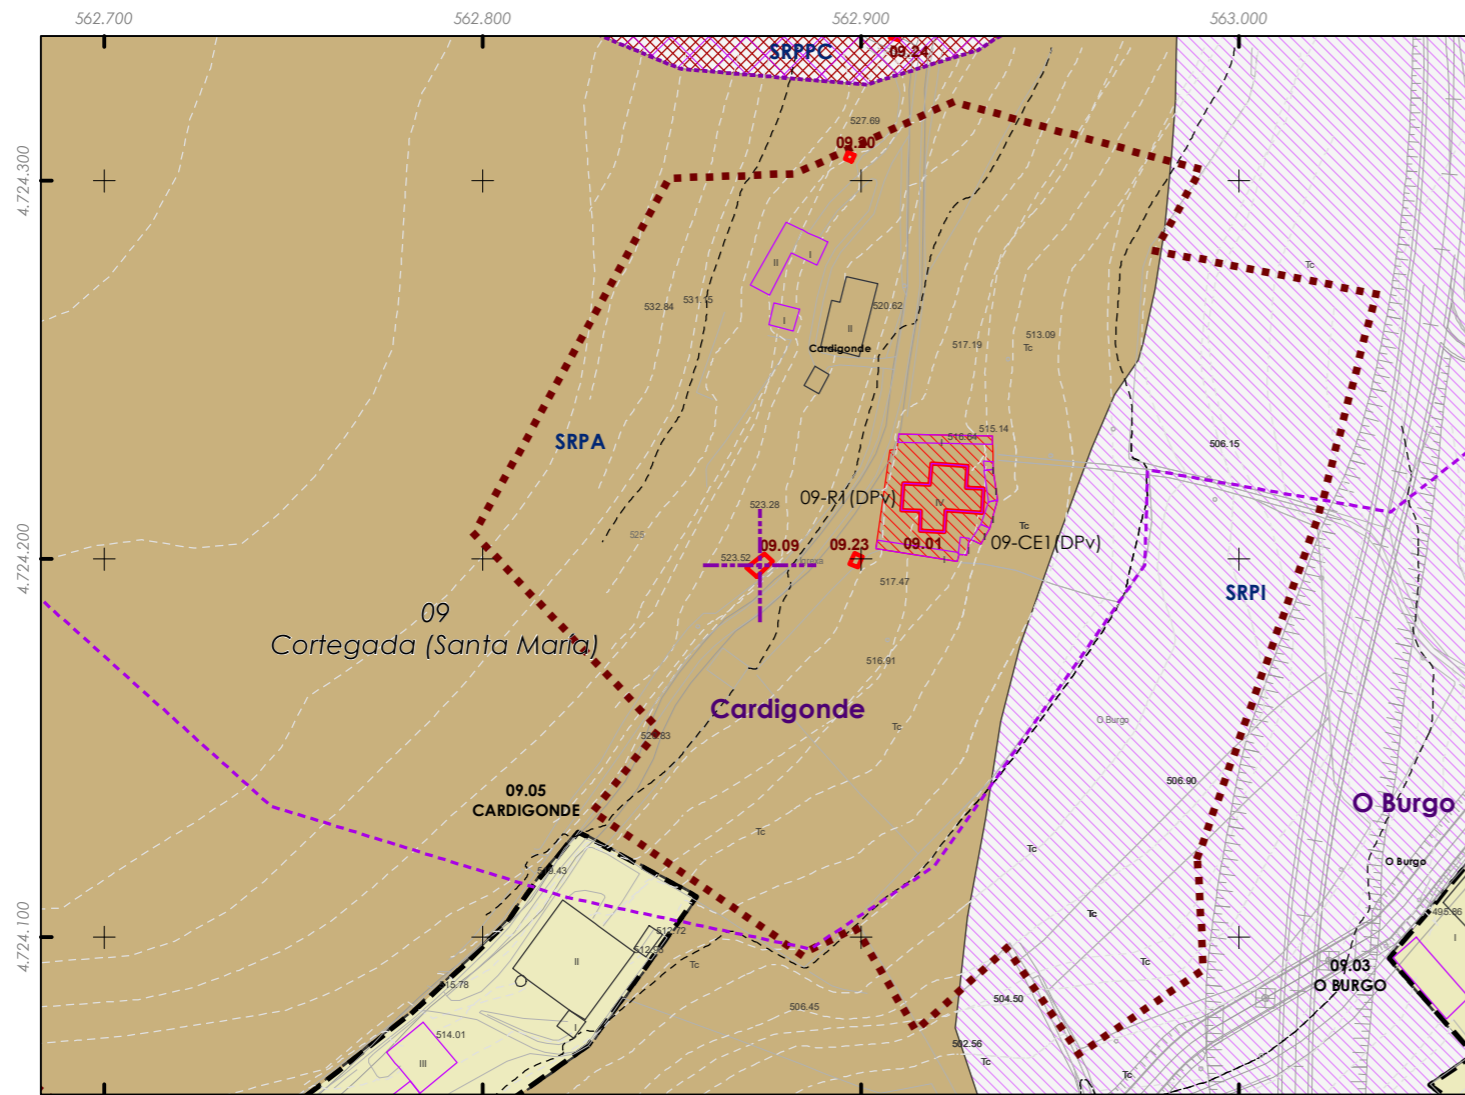 562.700
562.800
562.900
563.000
SRPPC
09.24
527.69
09.20
4.724.300
II
I
Tc
532.84
531.15
520.62
I
II
513.09
517.19
Tc
Cardigonde
515.14
516.64
SRPA
506.15
09-R1(DPv)
IV
523.28
Tc
525
09.09
09.23
09.01
09-CE1(DPv)
523.52
4.724.200
517.47
I
SRPI
09
Cortegada (Santa María)
516.91
Cardigonde
O Burgo
Tc
506.90
09.05
CARDIGONDE
O Burgo
Tc
Tc
O Burgo
Tc
495.86
512.72
4.724.100
I
II
Tc
Tc
09.03
O BURGO
15.78
504.50
506.45
I
514.01
502.56
III
Tc
Tc